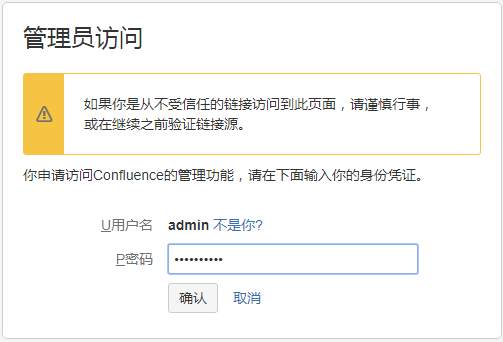 管理员访问
如果你是从不受信任的链接访问到此页面，请谨慎行事，
或在继续之前验证链接源。
你申请访问Confluence的管理功能，请在下面输入你的身份凭证。
U用户名 admin 不是你?
P密码 ••••••••••
确认 取消